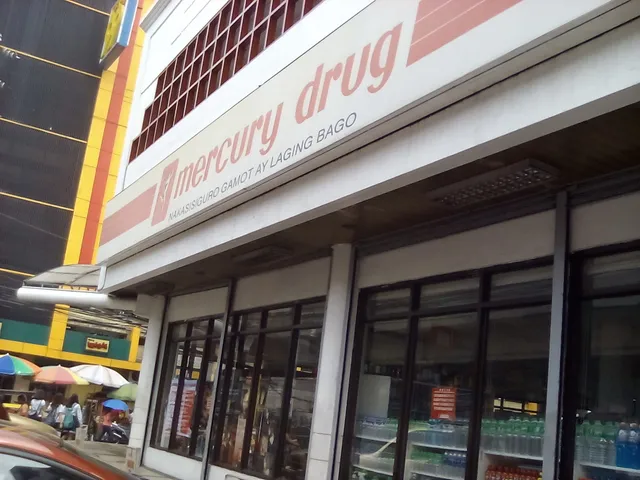 mercury drug
NAKASISIGURO GAMOT AY LAGING BAGO